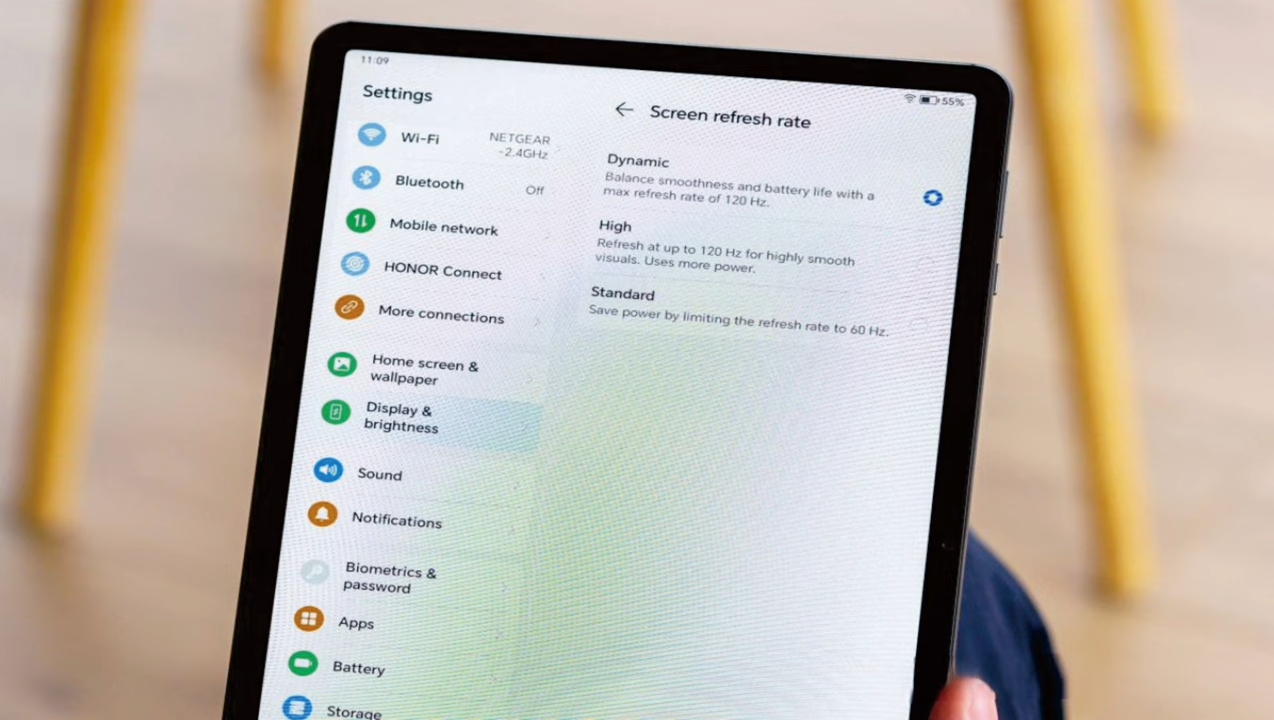 11:09
55%
Settings
Wi-Fi
NETGEAR
-2.4GHz
Bluetooth
Off
Mobile network
HONOR Connect
More connections
Home screen &
wallpaper
Display &
brightness
Sound
Notifications
Biometrics &
password
Apps
Battery
Storage
Screen refresh rate
Dynamic
Balance smoothness and battery life with a
max refresh rate of 120 Hz.
High
Refresh at up to 120 Hz for highly smooth
visuals. Uses more power.
Standard
Save power by limiting the refresh rate to 60 Hz.